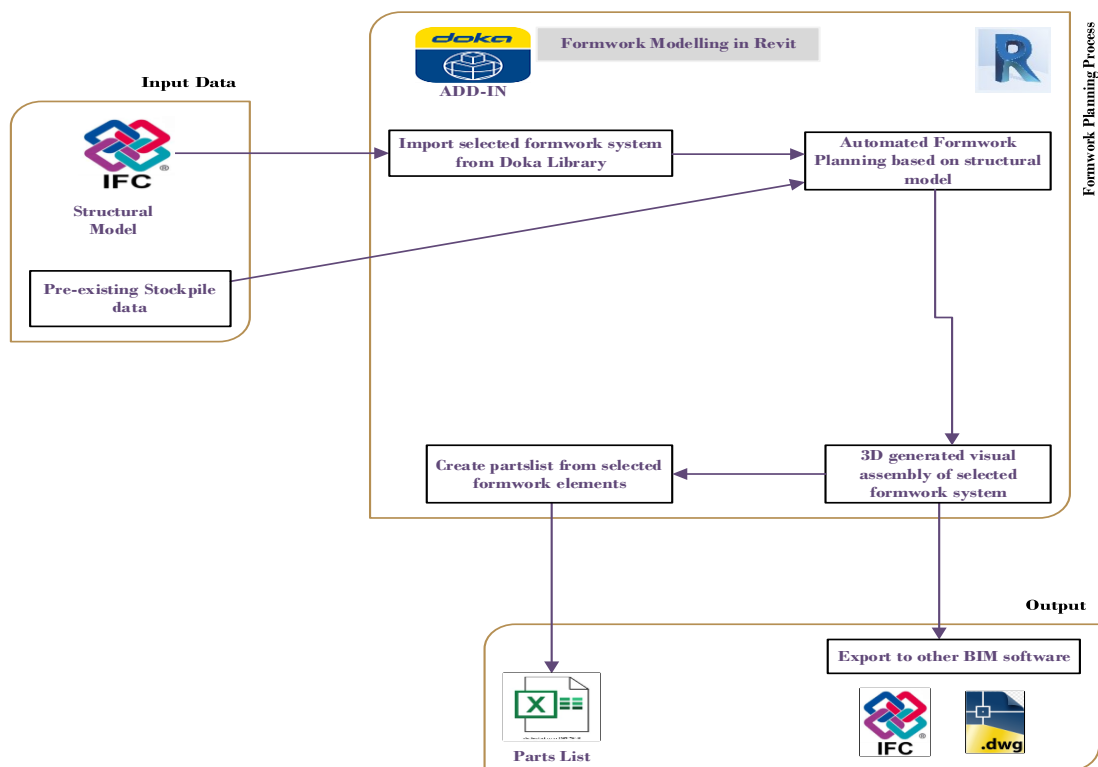 doka
ADD-IN
Formwork Modelling in Revit
R
Formwork Planning Process
Input Data
IFC
®
Structural
Model
Pre-existing Stockpile
data
Import selected formwork system
from Doka Library
Automated Formwork
Planning based on structural
model
Create partslist from selected
formwork elements
3D generated visual
assembly of selected
formwork system
Output
Export to other BIM software
X
Parts List
IFC
®
.dwg